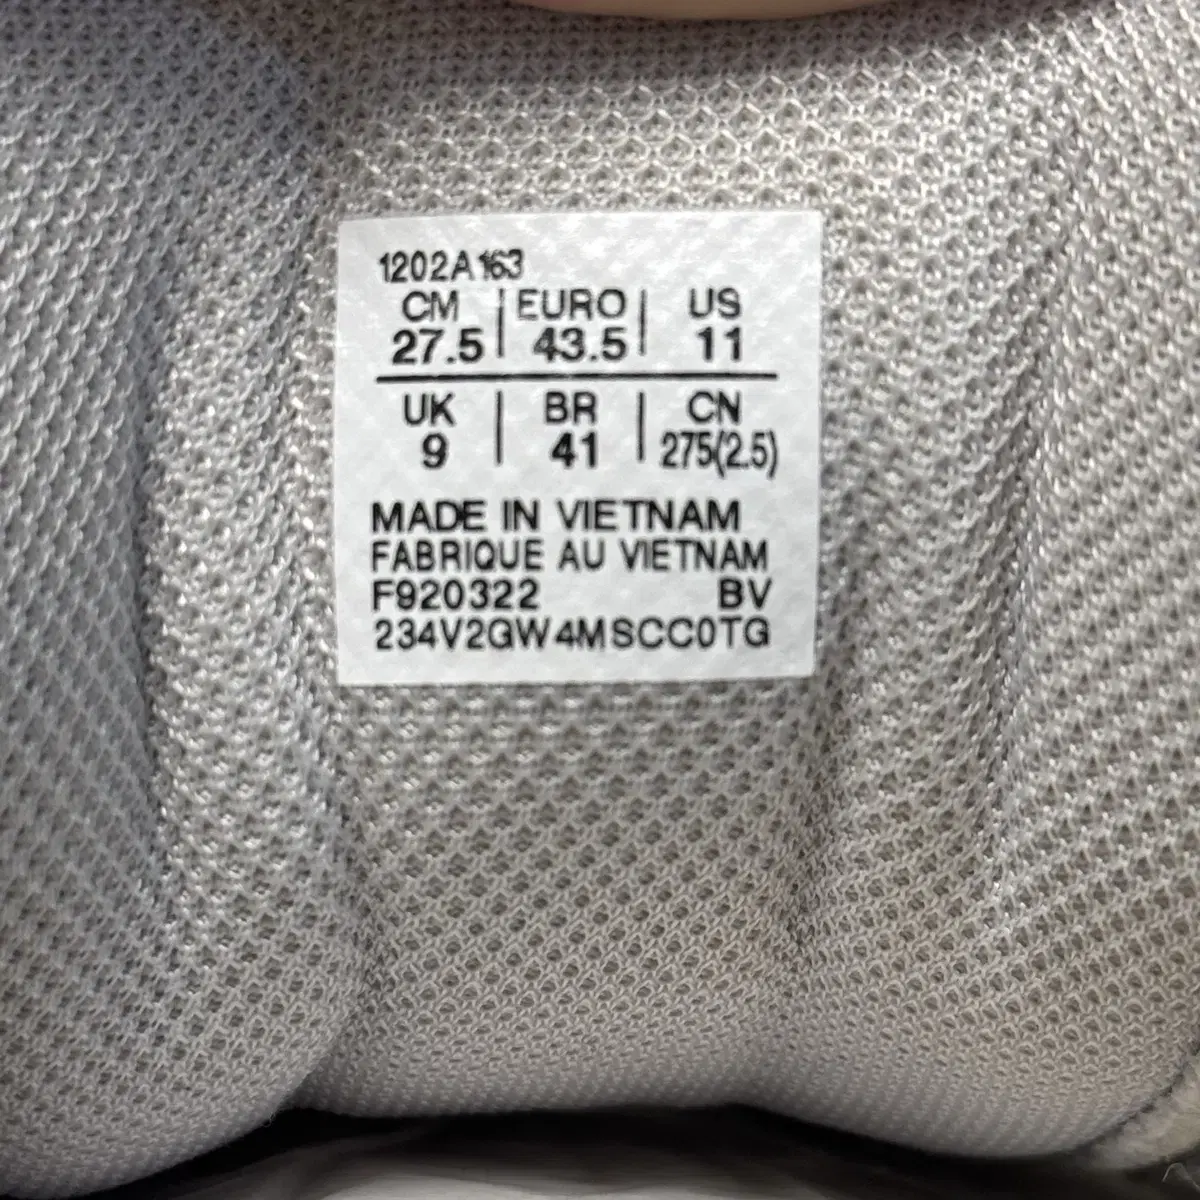 1202A163
CM | EURO | US
27.5 | 43.5 | 11
UK | BR | CN
9 | 41 | 275(2.5)
MADE IN VIETNAM
FABRIQUE AU VIETNAM
F920322 BV
234V2GW4MSCC0TG